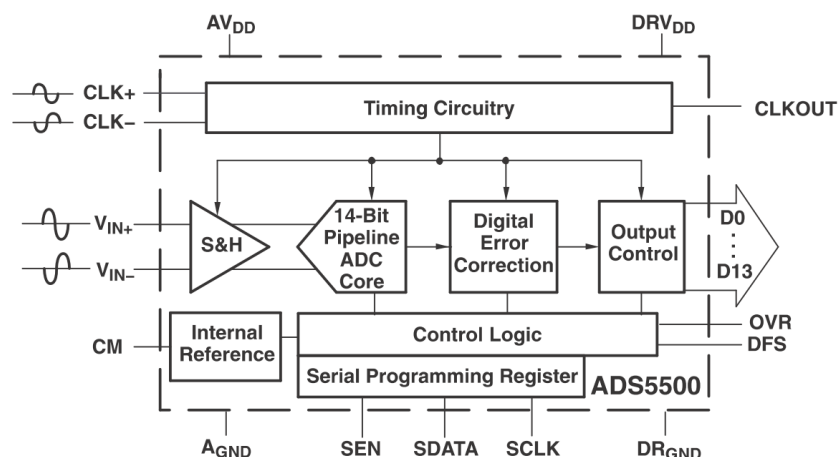 AVDD
DRVDD
CLK+
CLK–
Timing Circuitry
CLKOUT
VIN+
VIN–
S&H
14-Bit
Pipeline
ADC
Core
Digital
Error
Correction
Output
Control
D0
D13
CM
Internal
Reference
Control Logic
OVR
DFS
Serial Programming Register
ADS5500
AGND
SEN
SDATA
SCLK
DRGND